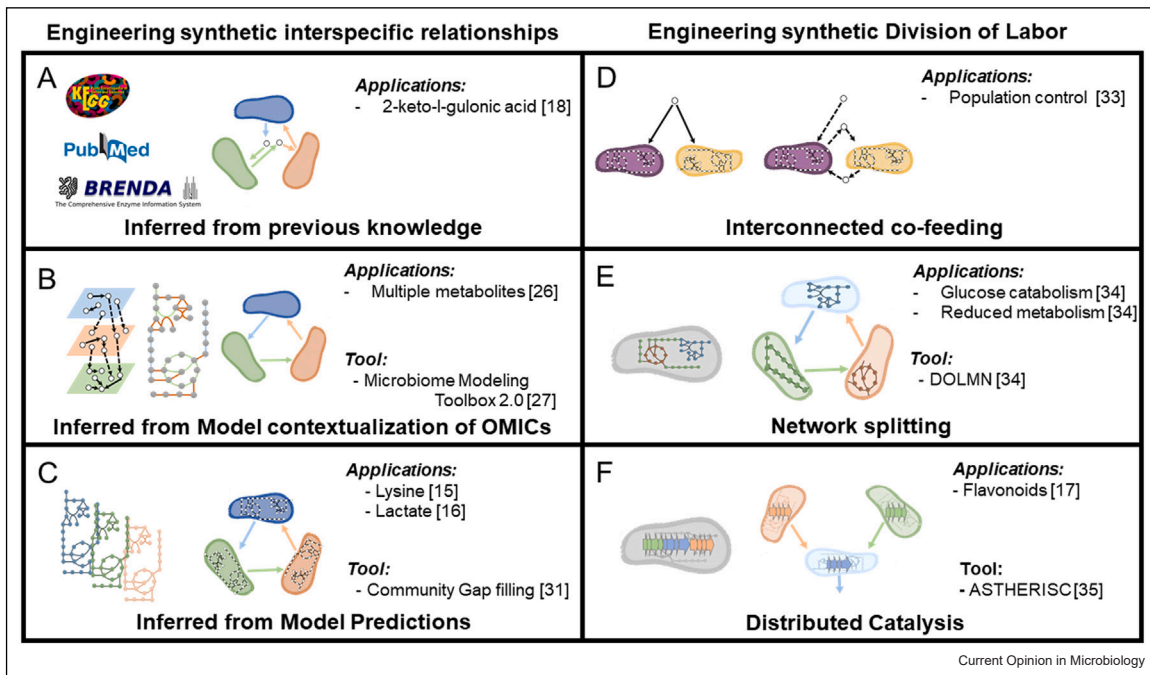 Engineering synthetic interspecific relationships
Engineering synthetic Division of Labor
A
KEGG
PubMed
BRENDA
The Comprehensive Enzyme Information System
Applications:
- 2-keto-l-gulonic acid [18]
Inferred from previous knowledge
B
Applications:
- Multiple metabolites [26]
Tool:
- Microbiome Modeling
Toolbox 2.0 [27]
Inferred from Model contextualization of OMICs
C
Applications:
- Lysine [15]
- Lactate [16]
Tool:
- Community Gap filling [31]
Inferred from Model Predictions
D
Applications:
- Population control [33]
Interconnected co-feeding
E
Applications:
- Glucose catabolism [34]
- Reduced metabolism [34]
Tool:
- DOLMN [34]
Network splitting
F
Applications:
- Flavonoids [17]
Tool:
- ASTHERISC [35]
Distributed Catalysis
Current Opinion in Microbiology